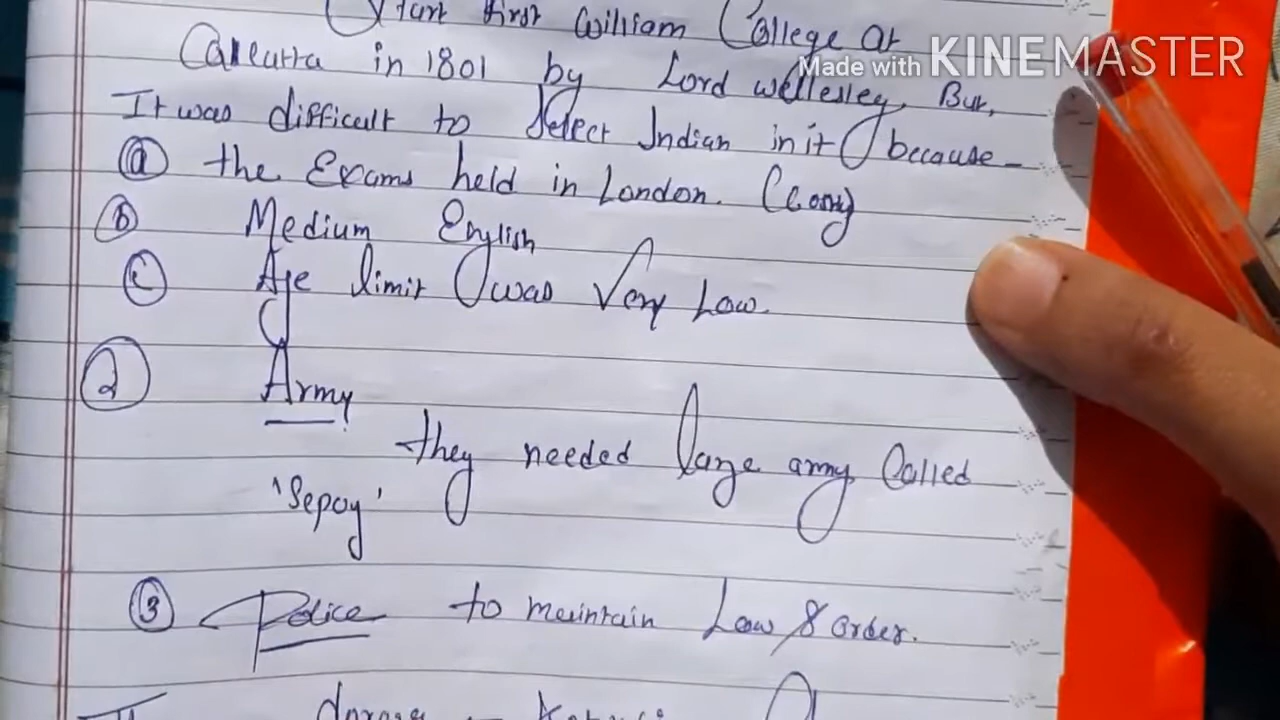 Start First William College at
Calcutta in 1801 by Lord wellesley, But,
Made with KINEMASTER
It was difficult to Select Indian in it because -
(a) the Exams held in London.
(b) Medium English
(c) Age limit was Very Low.
(2) Army
they needed large army Called
'Sepoy'
(3) Police to maintain Law & order.